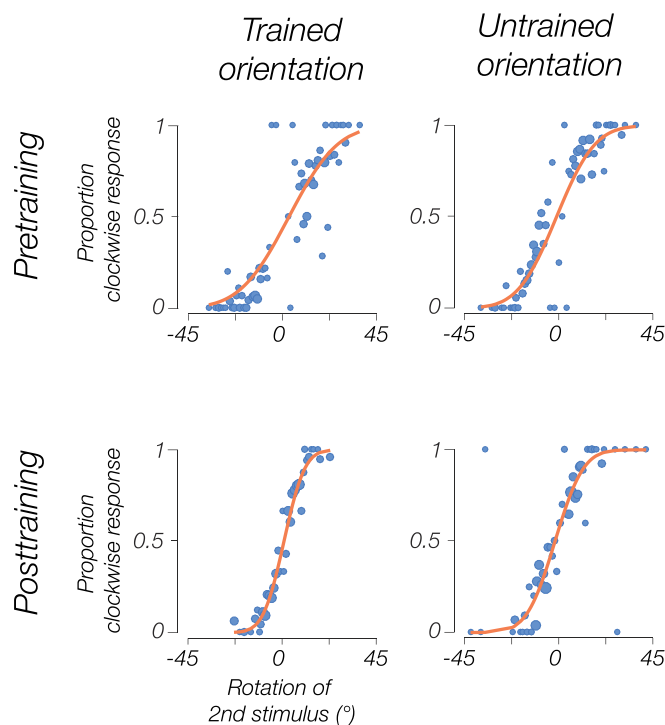 Trained
orientation
Untrained
orientation
Pretraining
Proportion
clockwise response
1
0.5
0
-45
0
45
1
0.5
0
-45
0
45
Posttraining
Proportion
clockwise response
1
0.5
0
-45
0
45
Rotation of
2nd stimulus (°)
1
0.5
0
-45
0
45